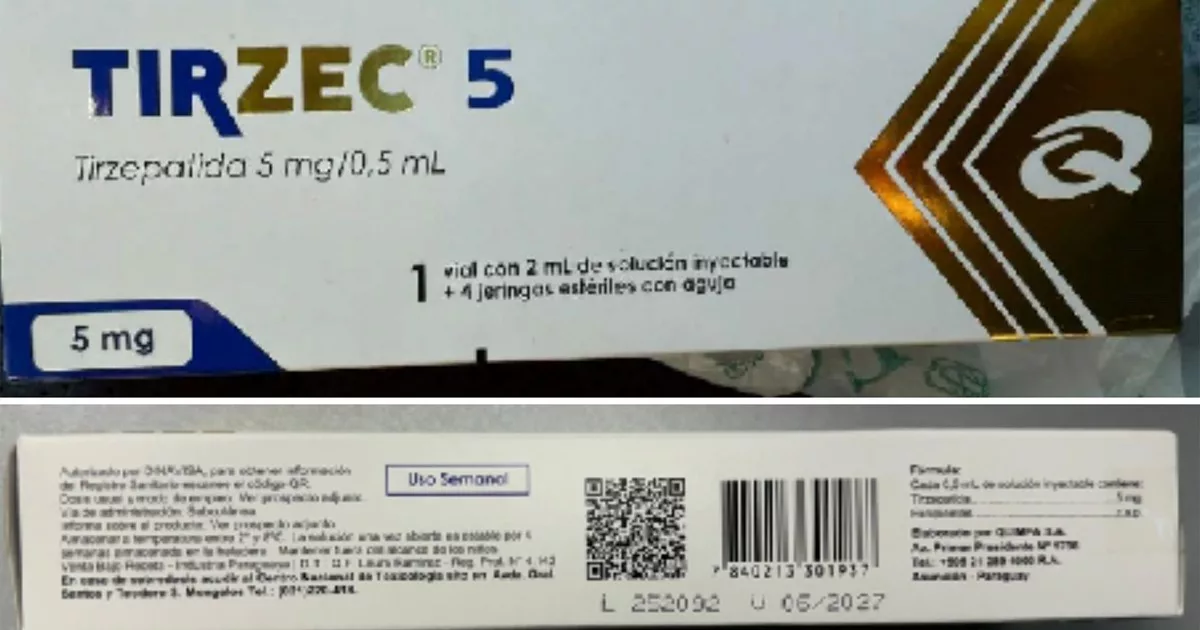 TIRZEC® 5
Tirzepatida 5 mg/0,5 mL
1 vial con 2 mL de solución inyectable
+ 4 jeringas estériles con aguja
5 mg
Autorizado por DINAVISA, para obtener información
del Registro Sanitario escanee el código QR.
Dosis usual y modo de empleo: Ver prospecto adjunto.
Vía de administración: Subcutánea
Informa sobre el producto: Ver prospecto adjunto
Almacenar a temperatura entre 2° y 8°C. La solución una vez abierta es estable por 4
semanas almacenada en la heladera. Mantener fuera del alcance de los niños
Venta Bajo Receta - Industria Paraguaya
En caso de sobredosis acudir al Centro Nacional de Toxicología sito en Avda. Gral.
Santos y Teodoro S. Mongelos Tel.:
Uso Semanal
7 840213 301937
L 252092 U 06/2027
Fórmula:
Cada 0,5 mL de solución inyectable contiene:
Tirzepatida 5 mg
Elaborado por QUIMFA S.A.
Av. Primer Presidente
Asunción - Paraguay